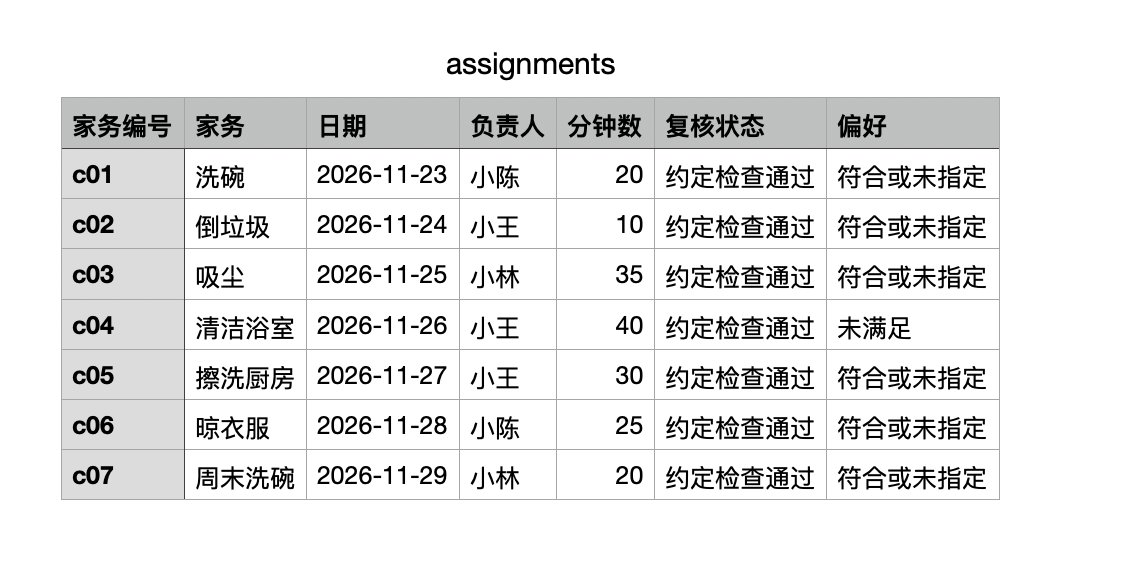 assignments
家务编号 家务 日期 负责人 分钟数 复核状态 偏好
c01 洗碗 2026-11-23 小陈 20 约定检查通过 符合或未指定
c02 倒垃圾 2026-11-24 小王 10 约定检查通过 符合或未指定
c03 吸尘 2026-11-25 小林 35 约定检查通过 符合或未指定
c04 清洁浴室 2026-11-26 小王 40 约定检查通过 未满足
c05 擦洗厨房 2026-11-27 小王 30 约定检查通过 符合或未指定
c06 晾衣服 2026-11-28 小陈 25 约定检查通过 符合或未指定
c07 周末洗碗 2026-11-29 小林 20 约定检查通过 符合或未指定